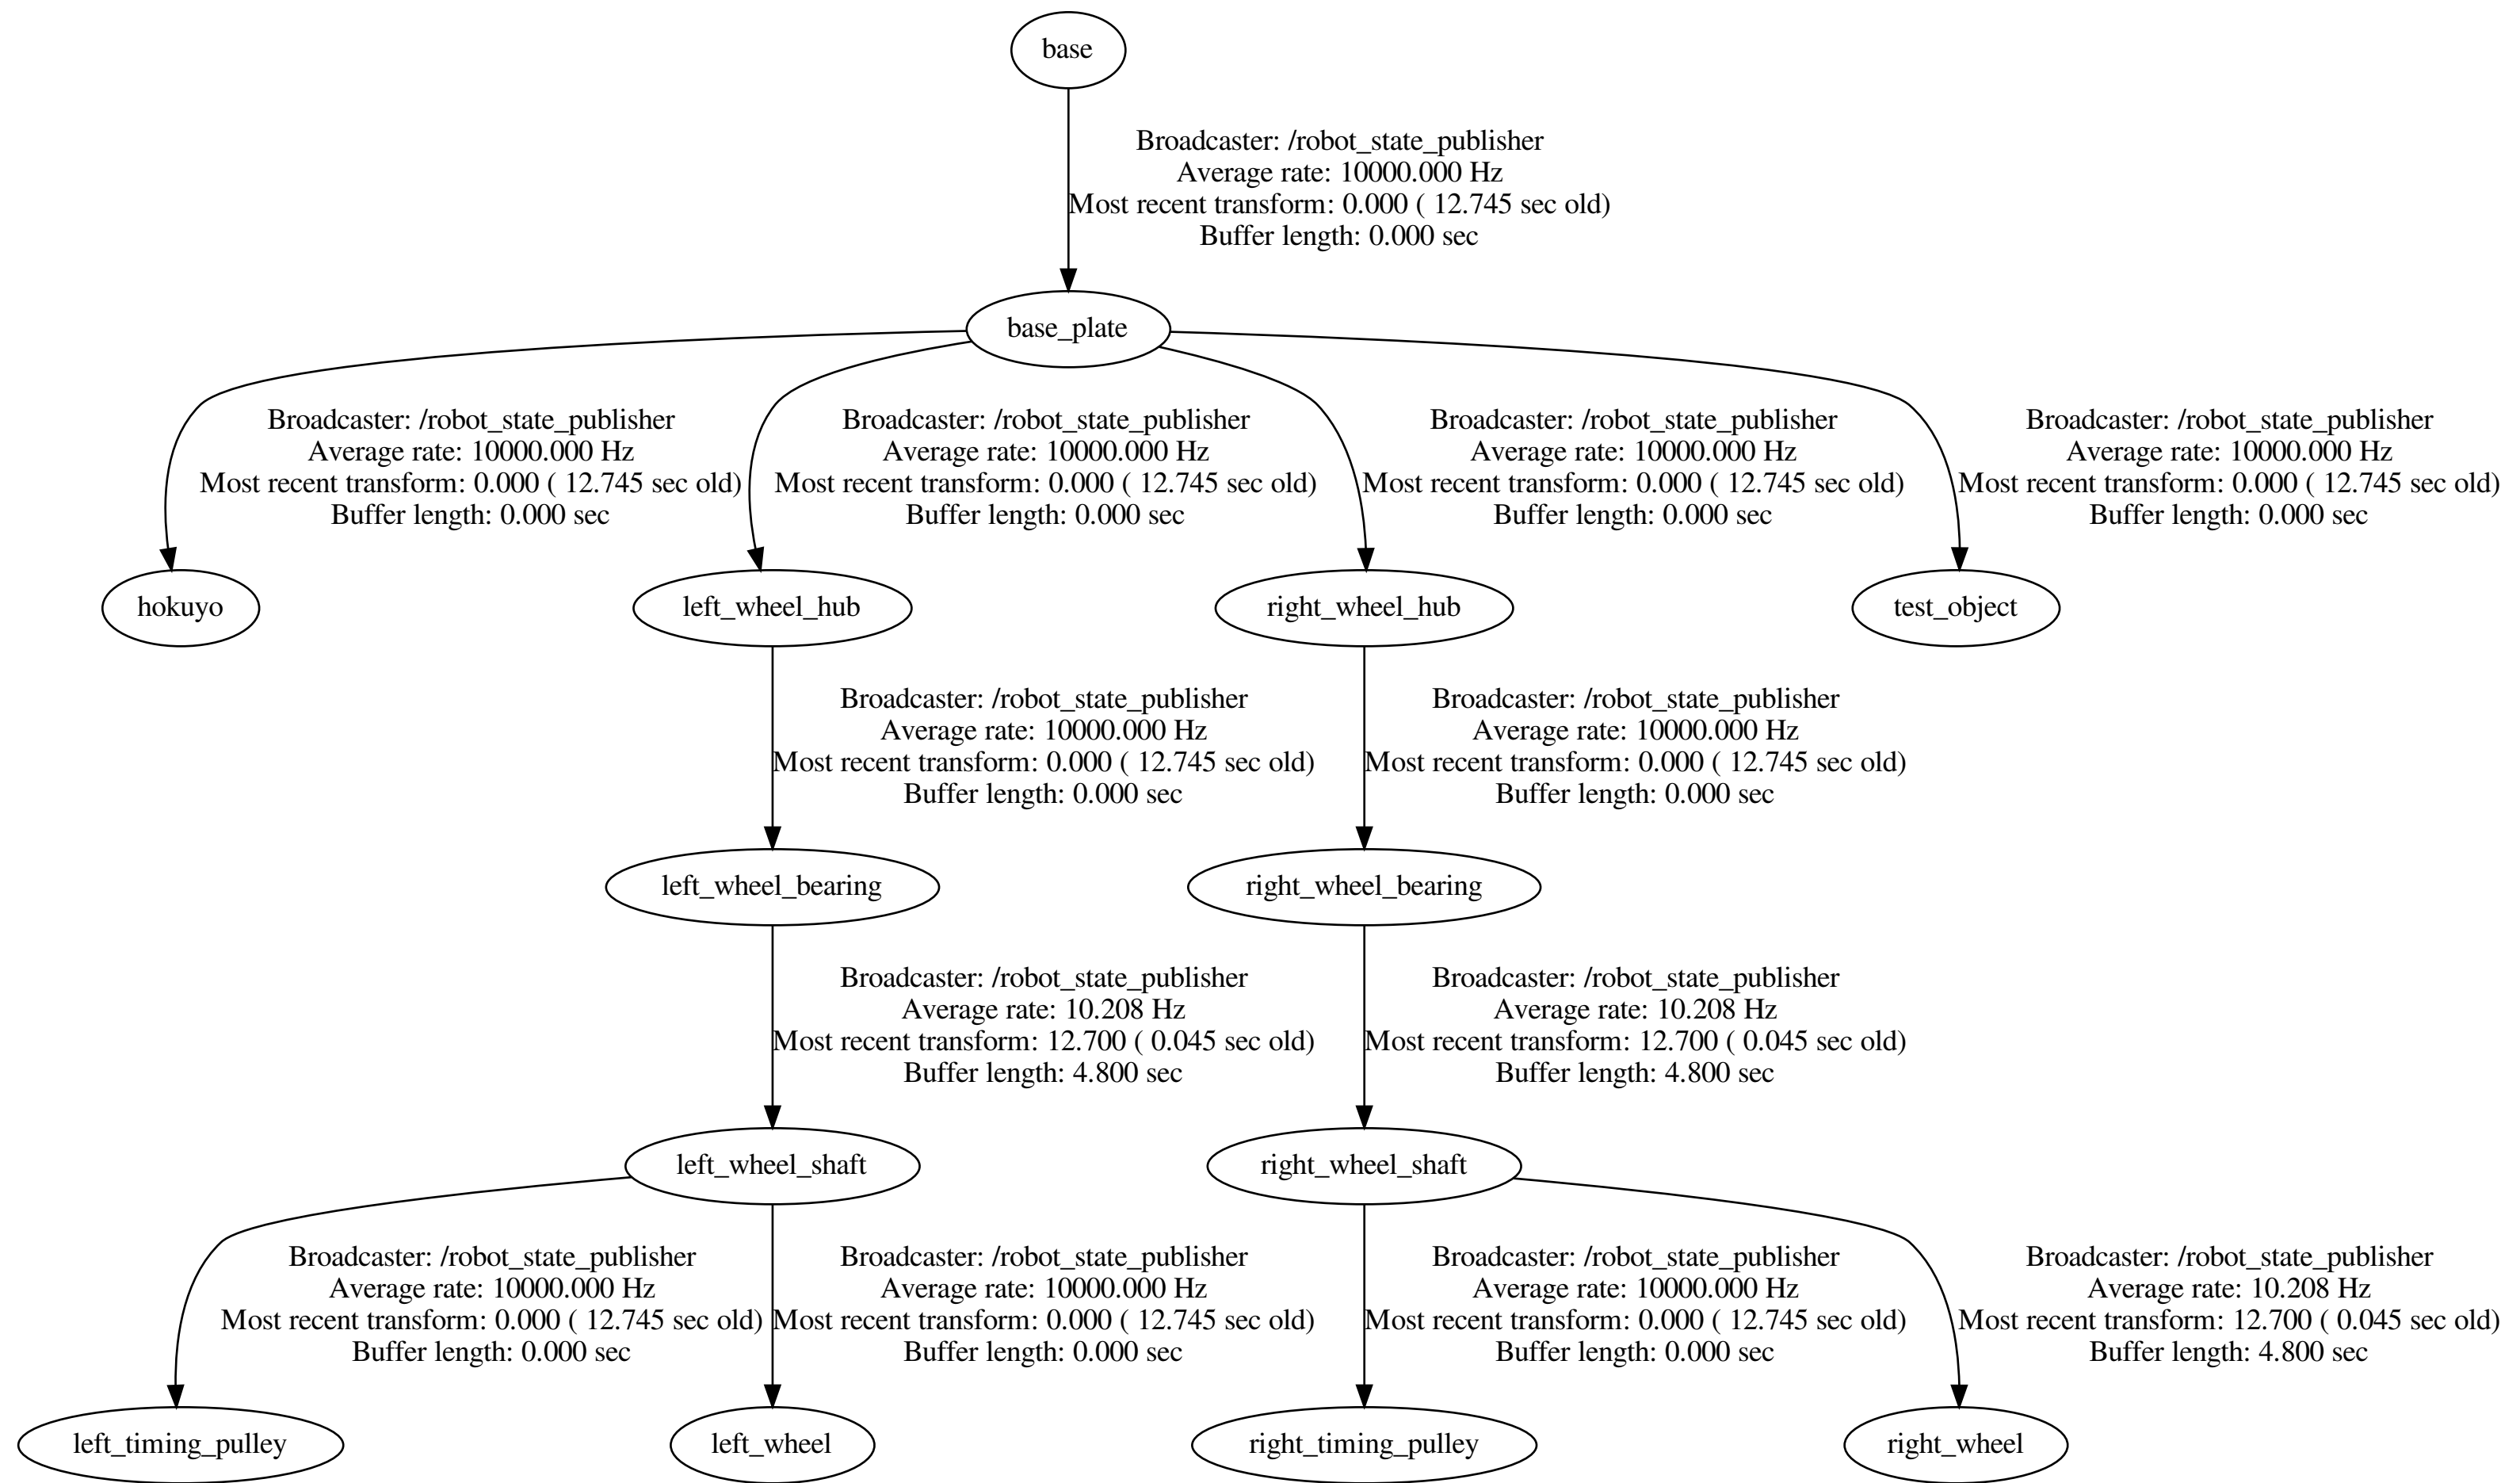 base
Broadcaster: /robot_state_publisher
Average rate: 10000.000 Hz
Most recent transform: 0.000 ( 12.745 sec old)
Buffer length: 0.000 sec
base_plate
Broadcaster: /robot_state_publisher
Average rate: 10000.000 Hz
Most recent transform: 0.000 ( 12.745 sec old)
Buffer length: 0.000 sec
Broadcaster: /robot_state_publisher
Average rate: 10000.000 Hz
Most recent transform: 0.000 ( 12.745 sec old)
Buffer length: 0.000 sec
Broadcaster: /robot_state_publisher
Average rate: 10000.000 Hz
Most recent transform: 0.000 ( 12.745 sec old)
Buffer length: 0.000 sec
Broadcaster: /robot_state_publisher
Average rate: 10000.000 Hz
Most recent transform: 0.000 ( 12.745 sec old)
Buffer length: 0.000 sec
hokuyo
left_wheel_hub
right_wheel_hub
test_object
Broadcaster: /robot_state_publisher
Average rate: 10000.000 Hz
Most recent transform: 0.000 ( 12.745 sec old)
Buffer length: 0.000 sec
Broadcaster: /robot_state_publisher
Average rate: 10000.000 Hz
Most recent transform: 0.000 ( 12.745 sec old)
Buffer length: 0.000 sec
left_wheel_bearing
right_wheel_bearing
Broadcaster: /robot_state_publisher
Average rate: 10.208 Hz
Most recent transform: 12.700 ( 0.045 sec old)
Buffer length: 4.800 sec
Broadcaster: /robot_state_publisher
Average rate: 10.208 Hz
Most recent transform: 12.700 ( 0.045 sec old)
Buffer length: 4.800 sec
left_wheel_shaft
right_wheel_shaft
Broadcaster: /robot_state_publisher
Average rate: 10000.000 Hz
Most recent transform: 0.000 ( 12.745 sec old)
Buffer length: 0.000 sec
Broadcaster: /robot_state_publisher
Average rate: 10000.000 Hz
Most recent transform: 0.000 ( 12.745 sec old)
Buffer length: 0.000 sec
Broadcaster: /robot_state_publisher
Average rate: 10000.000 Hz
Most recent transform: 0.000 ( 12.745 sec old)
Buffer length: 0.000 sec
Broadcaster: /robot_state_publisher
Average rate: 10.208 Hz
Most recent transform: 12.700 ( 0.045 sec old)
Buffer length: 4.800 sec
left_timing_pulley
left_wheel
right_timing_pulley
right_wheel